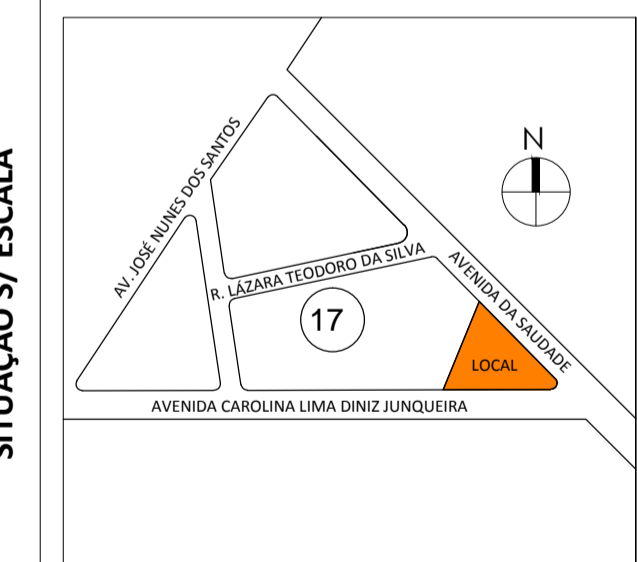 SITUAÇÃO S/ ESCALA
N
AV. JOSÉ NUNES DOS SANTOS
R. LÁZARA TEODORO DA SILVA
AVENIDA DA SAUDADE
17
LOCAL
AVENIDA CAROLINA LIMA DINIZ JUNQUEIRA